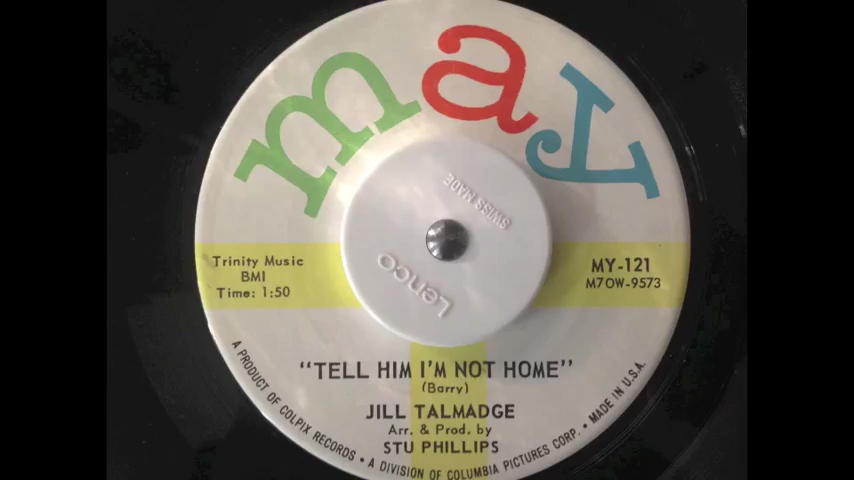 may
SWISS MADE
Lenco
Trinity Music
BMI
Time: 1:50
MY-121
M7OW-9573
"TELL HIM I'M NOT HOME"
(Barry)
JILL TALMADGE
Arr. & Prod. by
STU PHILLIPS
A PRODUCT OF COLPIX RECORDS • A DIVISION OF COLUMBIA PICTURES CORP. • MADE IN U.S.A.